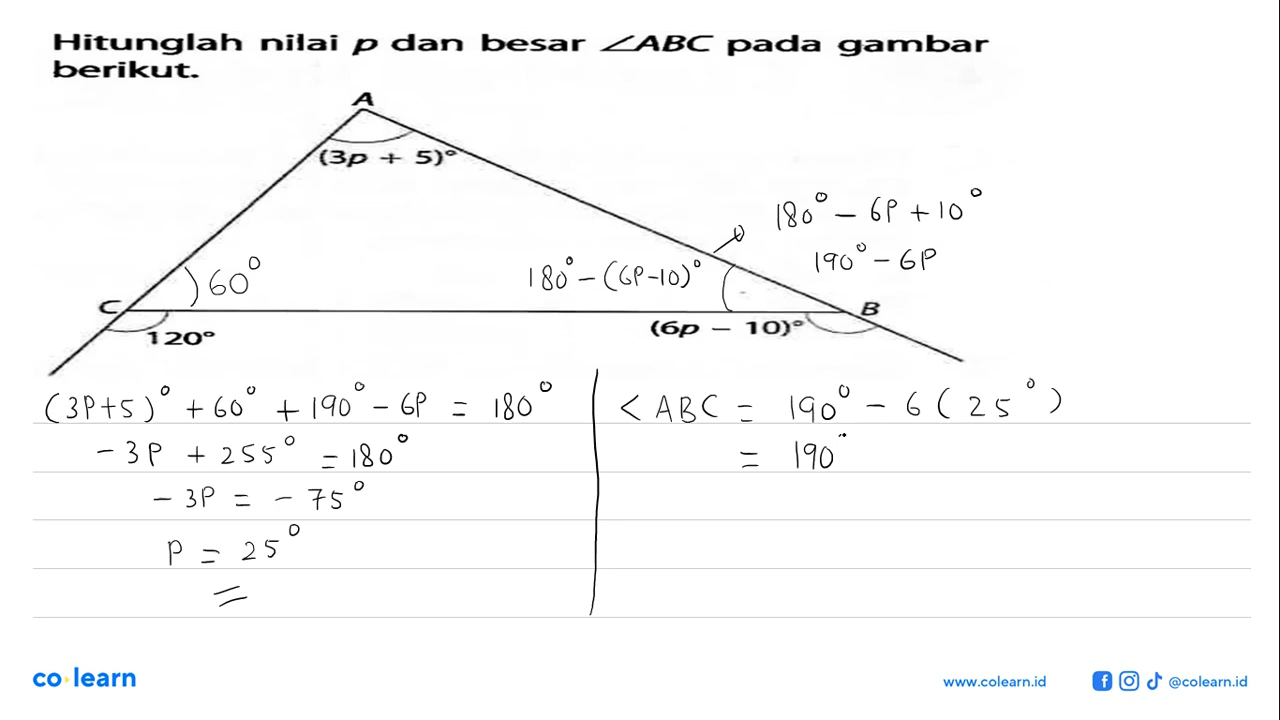 Hitunglah nilai p dan besar ∠ABC pada gambar
berikut.
A
(3p + 5)°
180° - 6P + 10°
190° - 6P
60°
180° - (6P-10)°
C
B
120°
(6p − 10)°
(3P+5)° + 60° + 190° - 6P = 180°
- 3P + 255° = 180°
- 3P = - 75°
P = 25°
< ABC = 190° - 6 ( 25° )
= 190
co·learn
www.colearn.id
@colearn.id